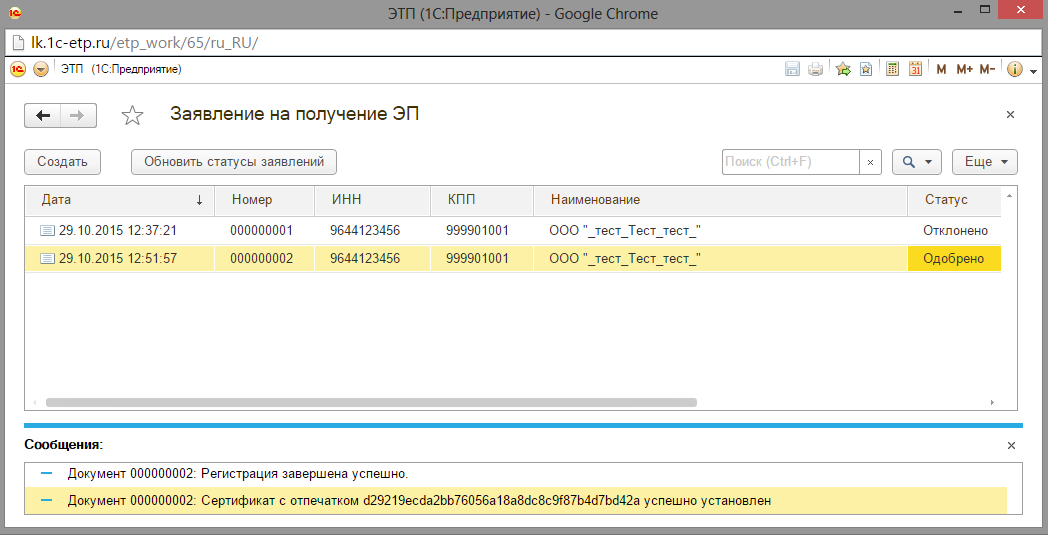 ЭТП (1С:Предприятие) - Google Chrome
lk.1c-etp.ru/etp_work/65/ru_RU/
ЭТП (1С:Предприятие) 31 M M+ M-
Заявление на получение ЭП
Создать Обновить статусы заявлений Поиск (Ctrl+F) Еще
Дата Номер ИНН КПП Наименование Статус
29.10.2015 12:37:21 000000001 9644123456 999901001 ООО "_тест_Тест_тест_" Отклонено
29.10.2015 12:51:57 000000002 9644123456 999901001 ООО "_тест_Тест_тест_" Одобрено
Сообщения:
Документ 000000002: Регистрация завершена успешно.
Документ 000000002: Сертификат с отпечатком d29219ecda2bb76056a18a8dc8c9f87b4d7bd42a успешно установлен